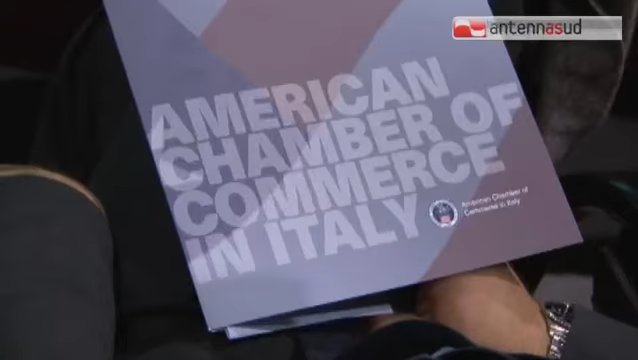 antennasud
AMERICAN
CHAMBER OF
COMMERCE
IN ITALY
American Chamber of
Commerce in Italy